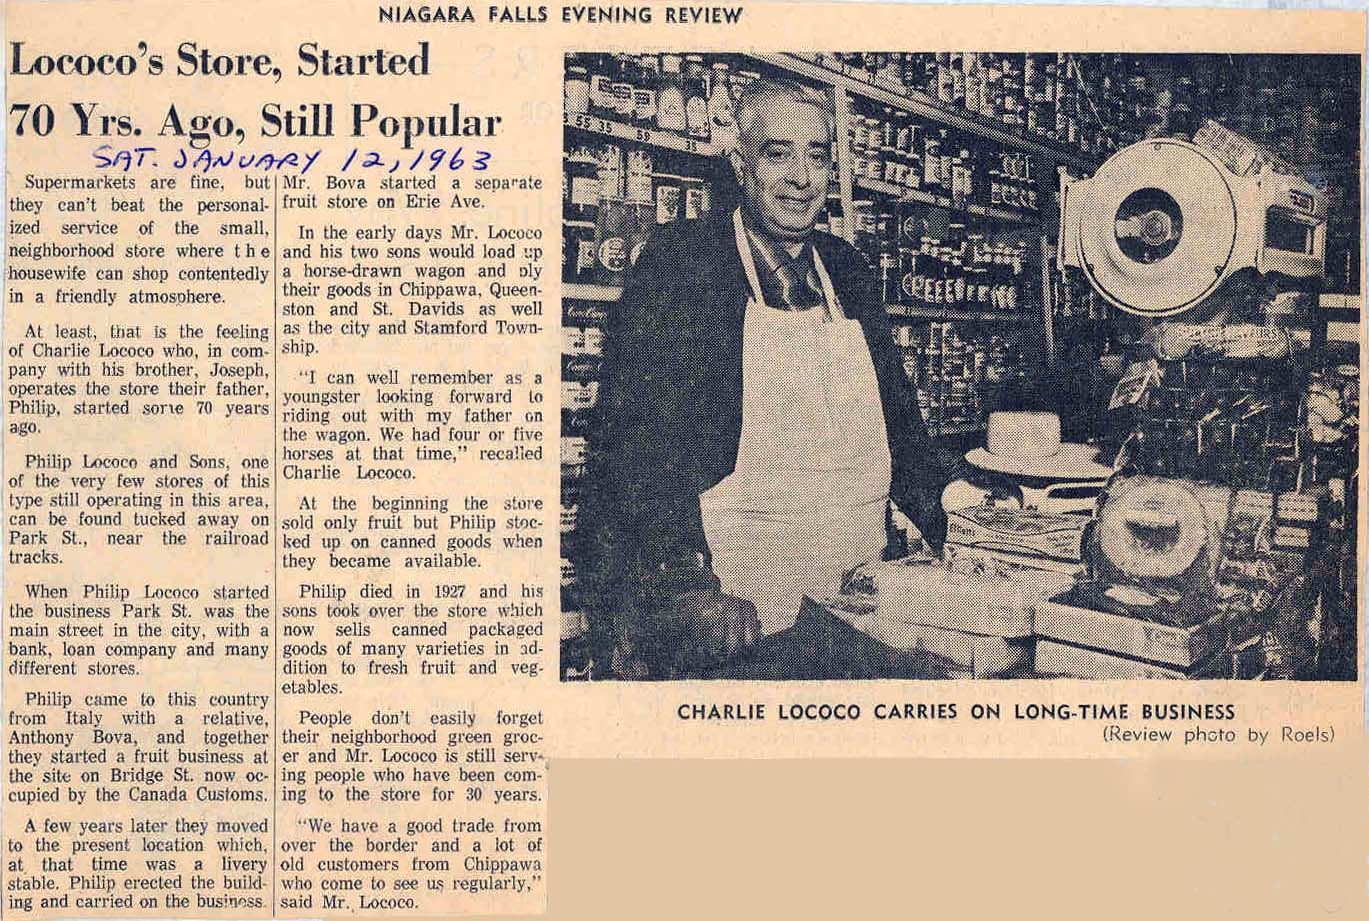 NIAGARA FALLS EVENING REVIEW
Lococo's Store, Started
70 Yrs. Ago, Still Popular
SAT. JANUARY 12, 1963
Supermarkets are fine, but
they can't beat the personal-
ized service of the small,
neighborhood store where the
housewife can shop contentedly
in a friendly atmosphere.
At least, that is the feeling
of Charlie Lococo who, in com-
pany with his brother, Joseph,
operates the store their father,
Philip, started some 70 years
ago.
Philip Lococo and Sons, one
of the very few stores of this
type still operating in this area,
can be found tucked away on
Park St., near the railroad
tracks.
When Philip Lococo started
the business Park St. was the
main street in the city, with a
bank, loan company and many
different stores.
Philip came to this country
from Italy with a relative,
Anthony Bova, and together
they started a fruit business at
the site on Bridge St. now oc-
cupied by the Canada Customs.
A few years later they moved
to the present location which,
at that time was a livery
stable. Philip erected the build-
ing and carried on the business.
Mr. Bova started a separate
fruit store on Erie Ave.
In the early days Mr. Lococo
and his two sons would load up
a horse-drawn wagon and ply
their goods in Chippawa, Queen-
ston and St. Davids as well
as the city and Stamford Town-
ship.
"I can well remember as a
youngster looking forward to
riding out with my father on
the wagon. We had four or five
horses at that time," recalled
Charlie Lococo.
At the beginning the store
sold only fruit but Philip stoc-
ked up on canned goods when
they became available.
Philip died in 1927 and his
sons took over the store which
now sells canned packaged
goods of many varieties in ad-
dition to fresh fruit and veg-
etables.
People don't easily forget
their neighborhood green groc-
er and Mr. Lococo is still serv-
ing people who have been com-
ing to the store for 30 years.
"We have a good trade from
over the border and a lot of
old customers from Chippawa
who come to see us regularly,"
said Mr. Lococo.
55 35 59
38
CHARLIE LOCOCO CARRIES ON LONG-TIME BUSINESS
(Review photo by Roels)